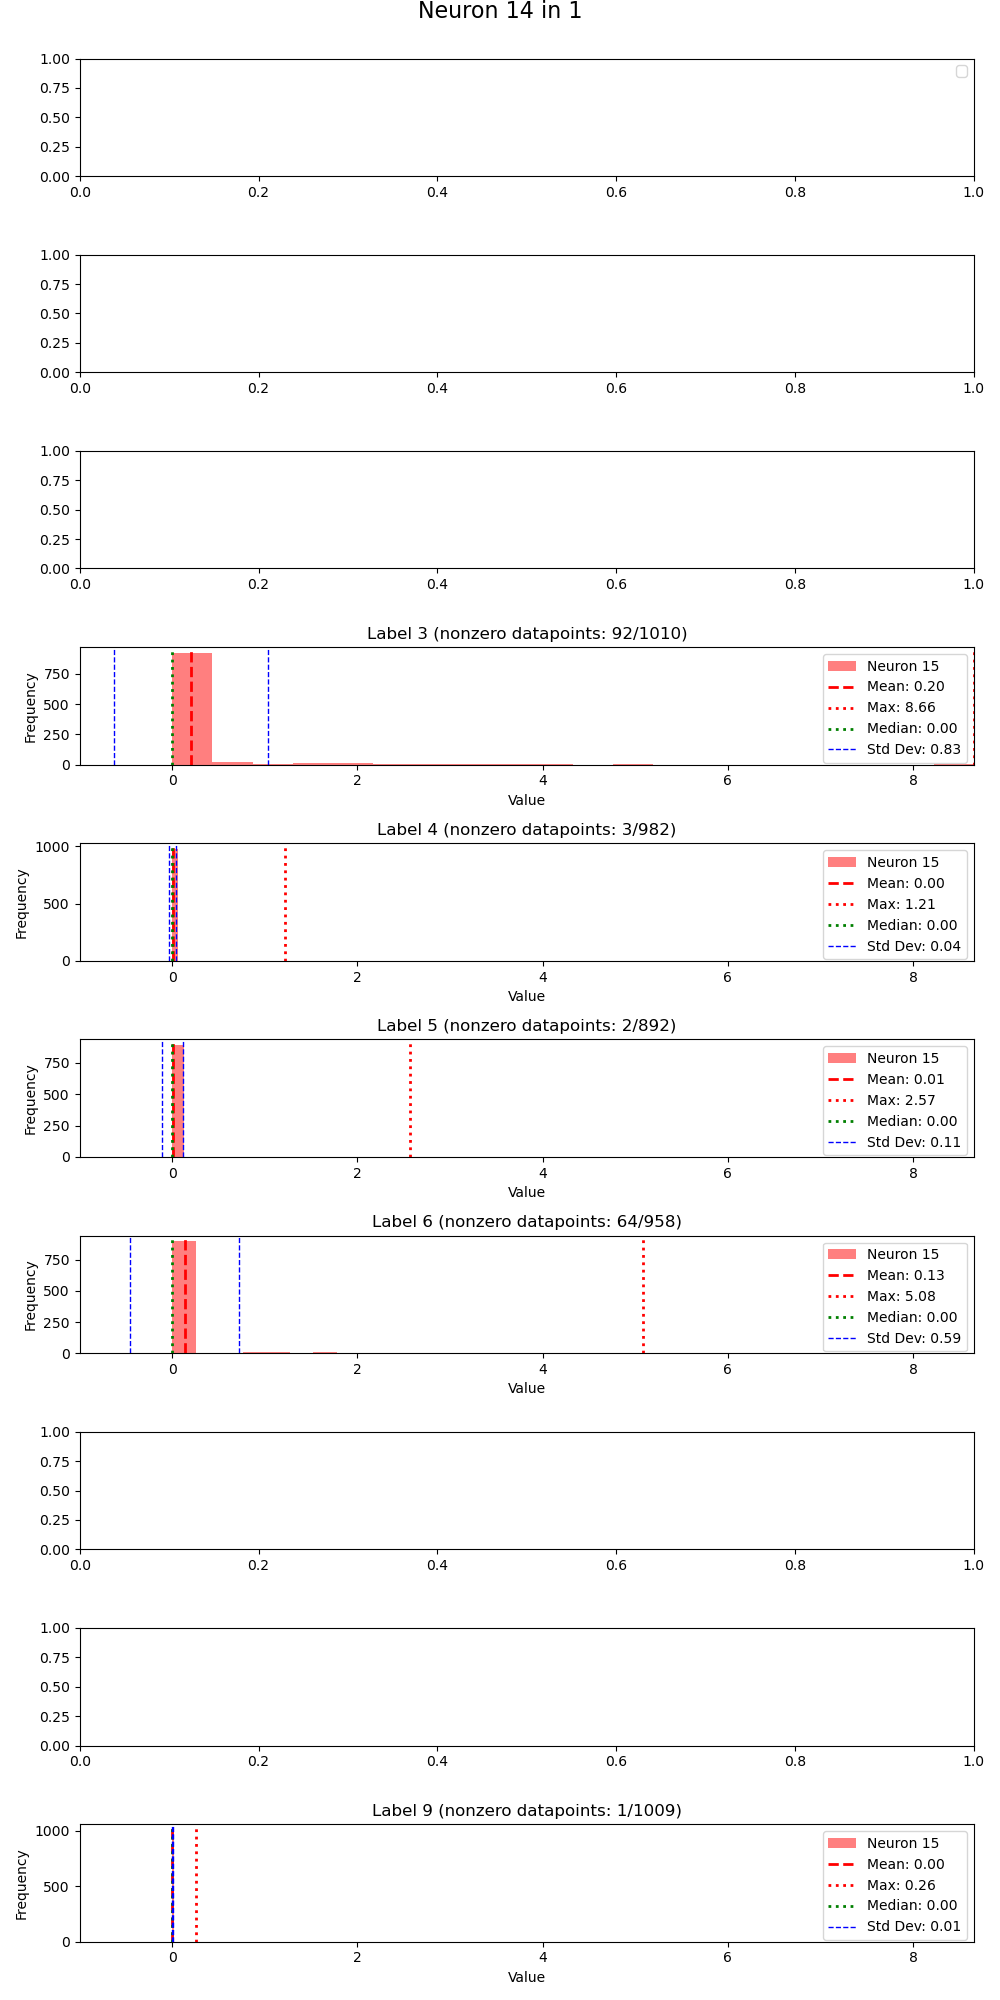 Neuron 14 in 1
1.00
0.75
0.50
0.25
0.00
0.0 0.2 0.4 0.6 0.8 1.0
1.00
0.75
0.50
0.25
0.00
0.0 0.2 0.4 0.6 0.8 1.0
1.00
0.75
0.50
0.25
0.00
0.0 0.2 0.4 0.6 0.8 1.0
Label 3 (nonzero datapoints: 92/1010)
Frequency
750
500
250
0
Neuron 15
Mean: 0.20
Max: 8.66
Median: 0.00
Std Dev: 0.83
0 2 4 6 8
Value
Label 4 (nonzero datapoints: 3/982)
Frequency
1000
500
0
Neuron 15
Mean: 0.00
Max: 1.21
Median: 0.00
Std Dev: 0.04
0 2 4 6 8
Value
Label 5 (nonzero datapoints: 2/892)
Frequency
750
500
250
0
Neuron 15
Mean: 0.01
Max: 2.57
Median: 0.00
Std Dev: 0.11
0 2 4 6 8
Value
Label 6 (nonzero datapoints: 64/958)
Frequency
750
500
250
0
Neuron 15
Mean: 0.13
Max: 5.08
Median: 0.00
Std Dev: 0.59
0 2 4 6 8
Value
1.00
0.75
0.50
0.25
0.00
0.0 0.2 0.4 0.6 0.8 1.0
1.00
0.75
0.50
0.25
0.00
0.0 0.2 0.4 0.6 0.8 1.0
Label 9 (nonzero datapoints: 1/1009)
Frequency
1000
500
0
Neuron 15
Mean: 0.00
Max: 0.26
Median: 0.00
Std Dev: 0.01
0 2 4 6 8
Value